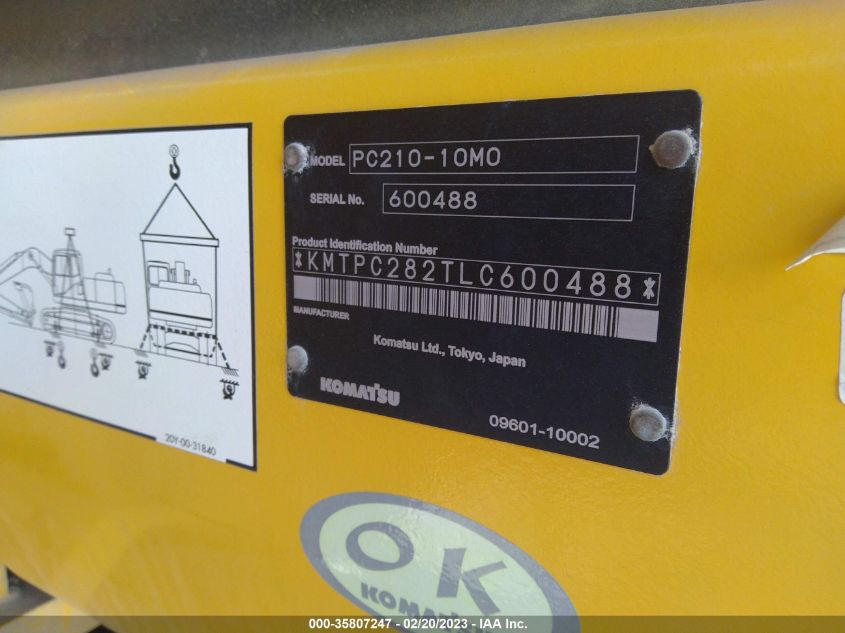 MODEL PC210-10M0
SERIAL No. 600488
Product Identification Number
*KMTPC282TLC600488*
MANUFACTURER
Komatsu Ltd., Tokyo, Japan
KOMATSU
09601-10002
20Y-00-31840
OK
KOMATSU
000-35807247 - 02/20/2023 - IAA Inc.